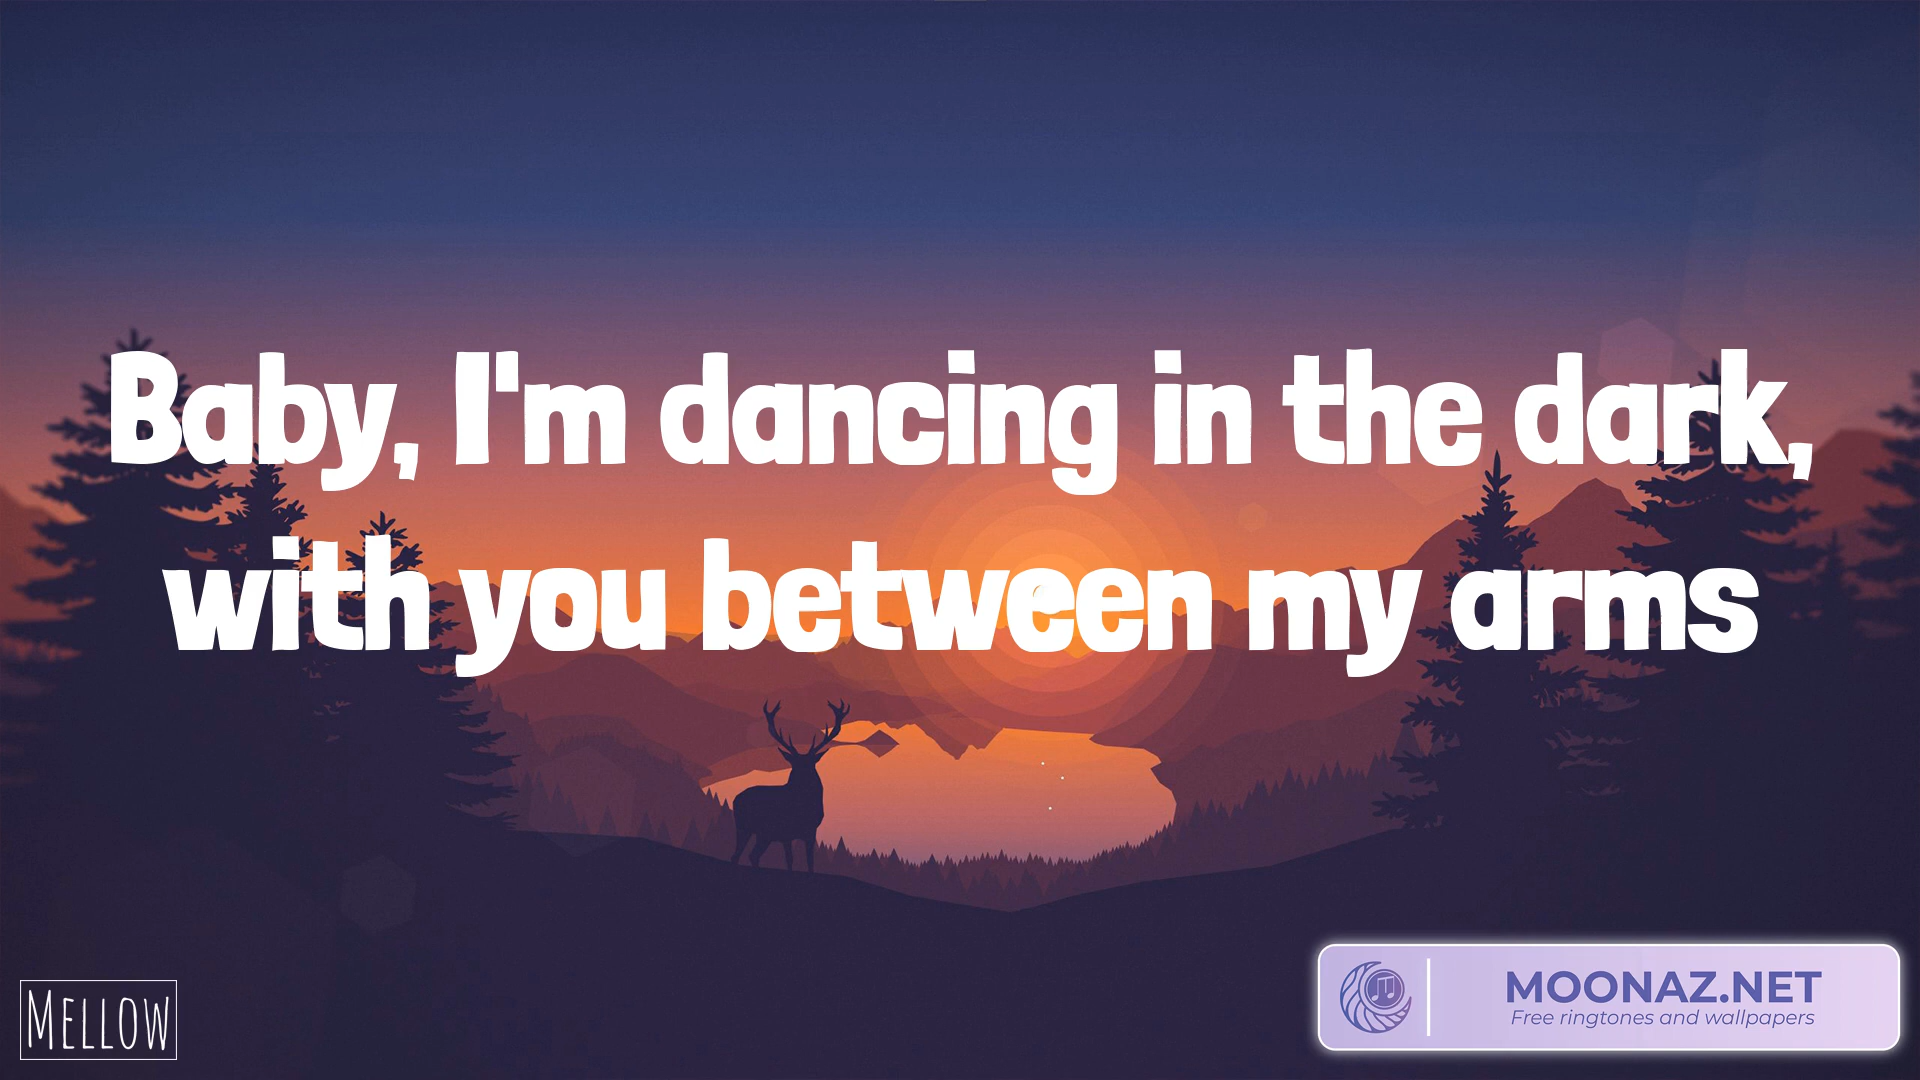 Baby, I'm dancing in the dark,
with you between my arms
MELLOW
MOONAZ.NET
Free ringtones and wallpapers